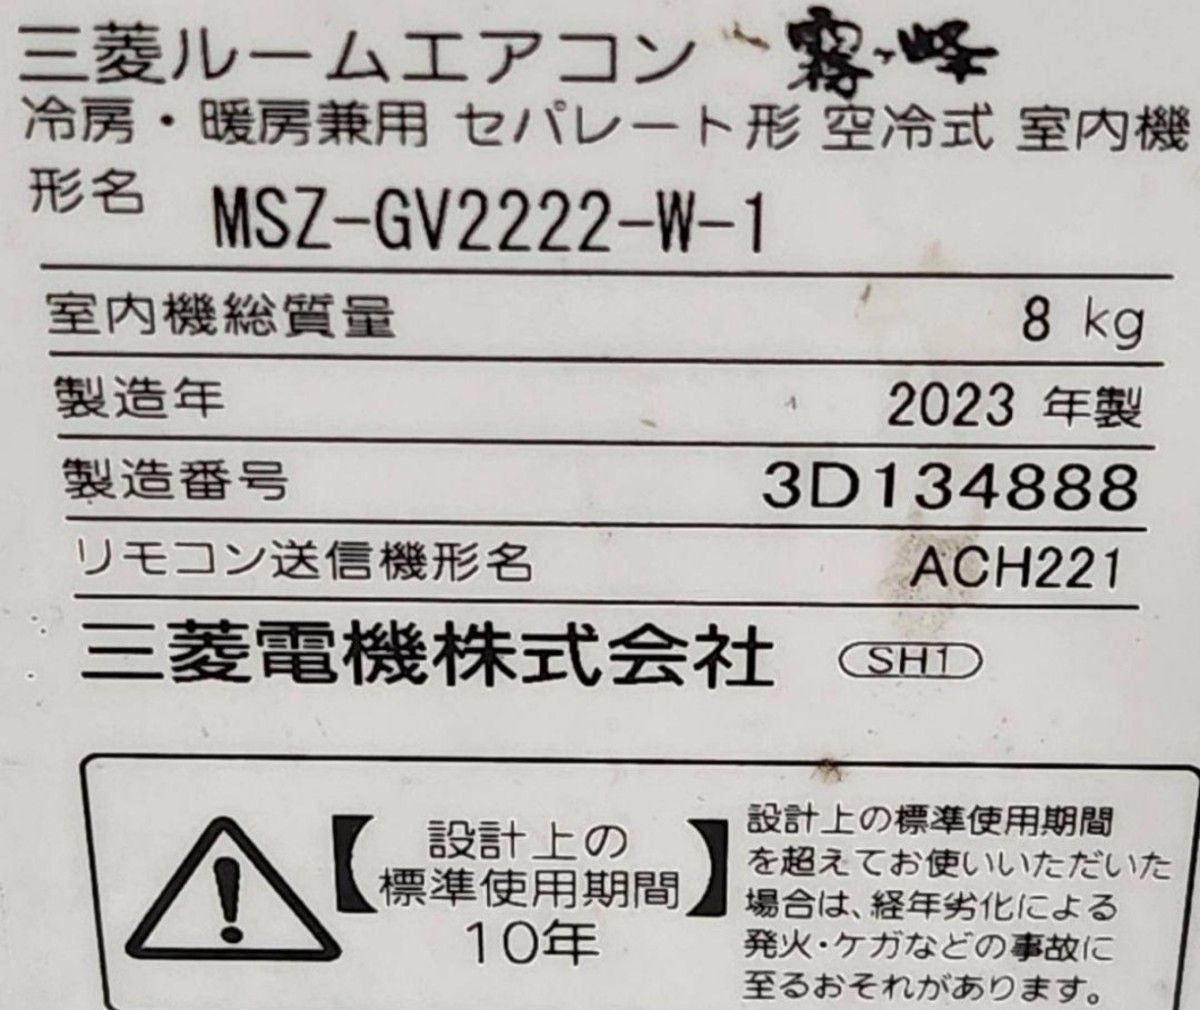 三菱ルームエアコン 霧ヶ峰
冷房・暖房兼用 セパレート形 空冷式 室内機
形名 MSZ-GV2222-W-1
室内機総質量 8 kg
製造年 2023 年製
製造番号 3D134888
リモコン送信機形名 ACH221
三菱電機株式会社 SH1
【設計上の
標準使用期間】
10年
設計上の標準使用期間
を超えてお使いいただいた
場合は、経年劣化による
発火・ケガなどの事故に
至るおそれがあります。